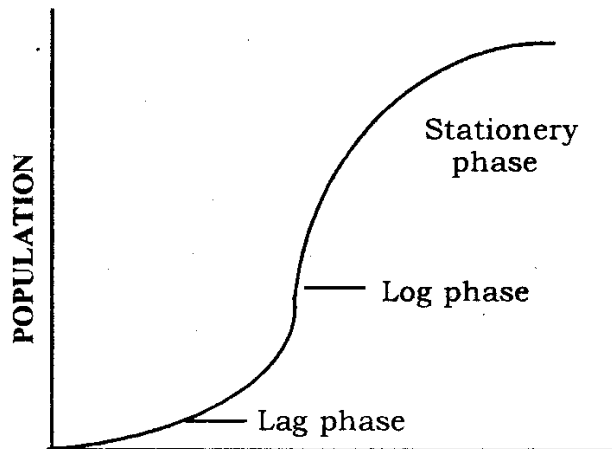 Stationery
phase
POPULATION
Log phase
Lag phase